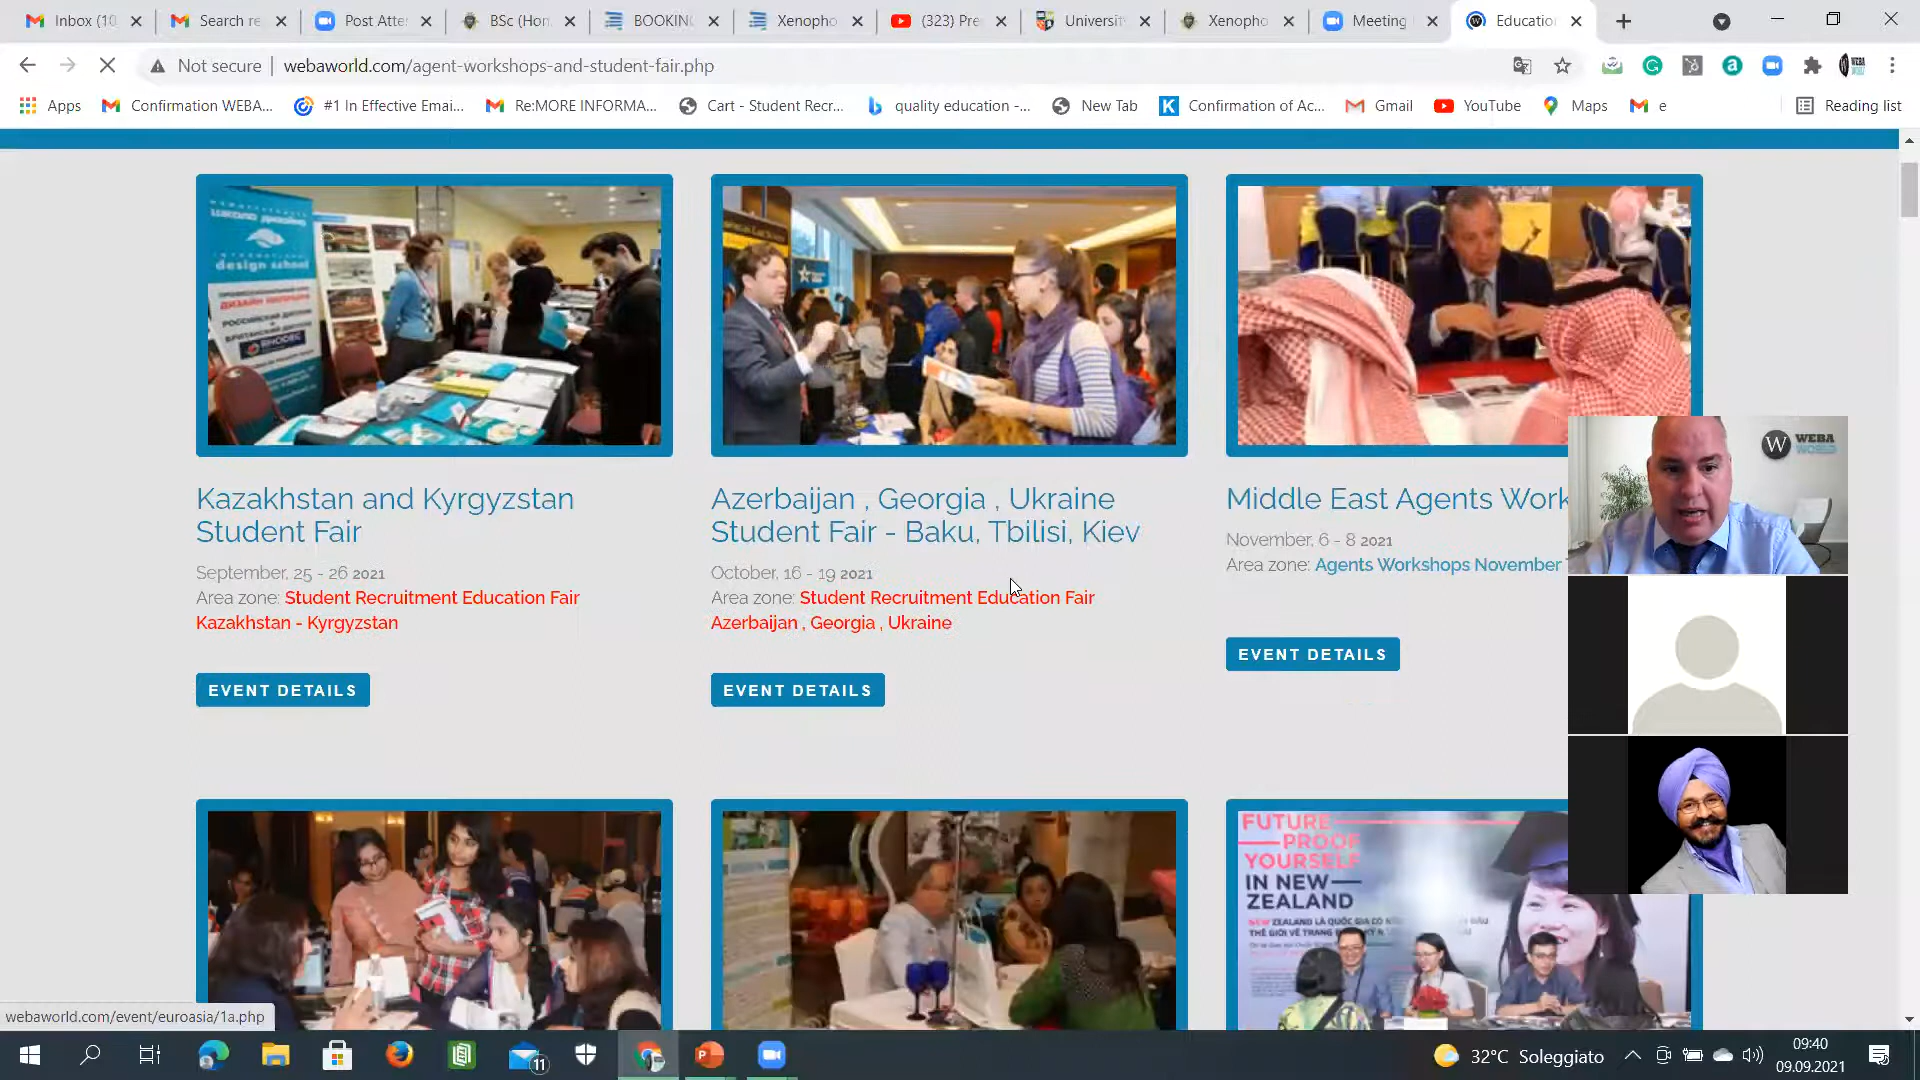 Inbox (10
Search re
Post Atte
BSc (Hon
BOOKIN
Xenopho
(323) Pre
Universit
Xenopho
Meeting
Educatio
Not secure
webaworld.com/agent-workshops-and-student-fair.php
Apps
Confirmation WEBA...
#1 In Effective Emai...
Re:MORE INFORMA...
Cart - Student Recr...
quality education -...
New Tab
Confirmation of Ac...
Gmail
YouTube
Maps
e
Reading list
design school
Kazakhstan and Kyrgyzstan
Student Fair
September, 25 - 26 2021
Area zone: Student Recruitment Education Fair
Kazakhstan - Kyrgyzstan
EVENT DETAILS
Azerbaijan , Georgia , Ukraine
Student Fair - Baku, Tbilisi, Kiev
October, 16 - 19 2021
Area zone: Student Recruitment Education Fair
Azerbaijan , Georgia , Ukraine
EVENT DETAILS
Middle East Agents Work
November, 6 - 8 2021
Area zone: Agents Workshops November
EVENT DETAILS
W WEBA
WORLD
FUTURE
PROOF
YOURSELF
IN NEW
ZEALAND
webaworld.com/event/euroasia/1a.php
11
32°C Soleggiato
09:40
09.09.2021